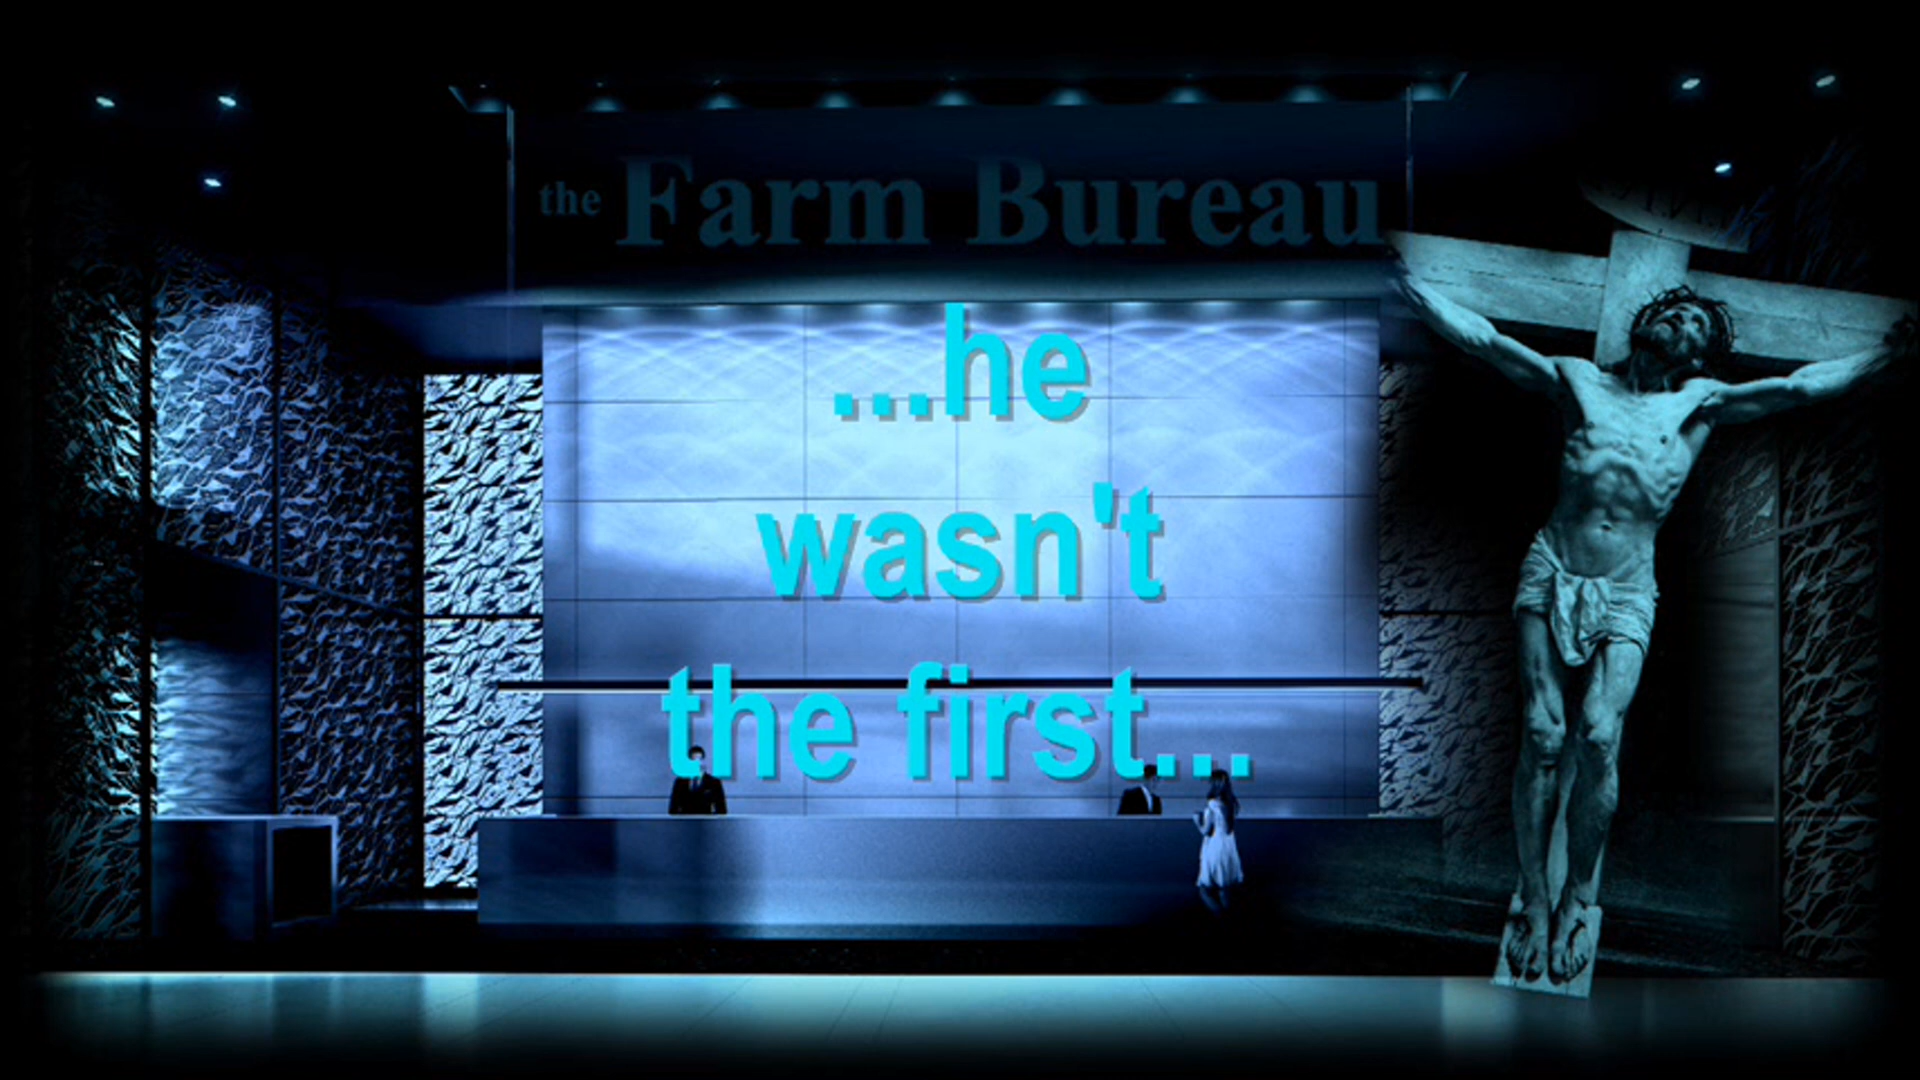 the Farm Bureau
...he
wasn't
the first...